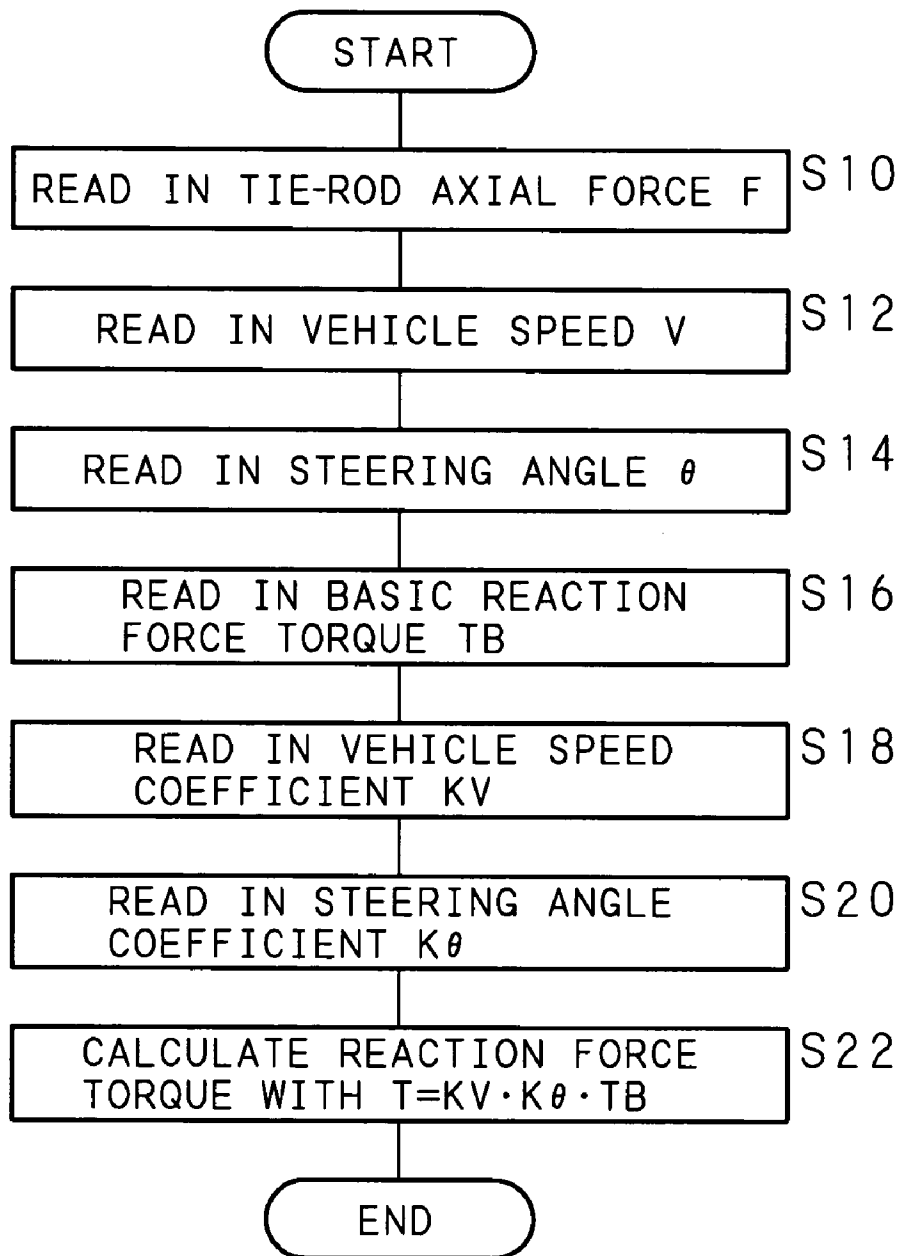 START
READ IN TIE-ROD AXIAL FORCE F
S10
READ IN VEHICLE SPEED V
S12
READ IN STEERING ANGLE θ
S14
READ IN BASIC REACTION
FORCE TORQUE TB
S16
READ IN VEHICLE SPEED
COEFFICIENT KV
S18
READ IN STEERING ANGLE
COEFFICIENT Kθ
S20
CALCULATE REACTION FORCE
TORQUE WITH T=KV·Kθ·TB
S22
END